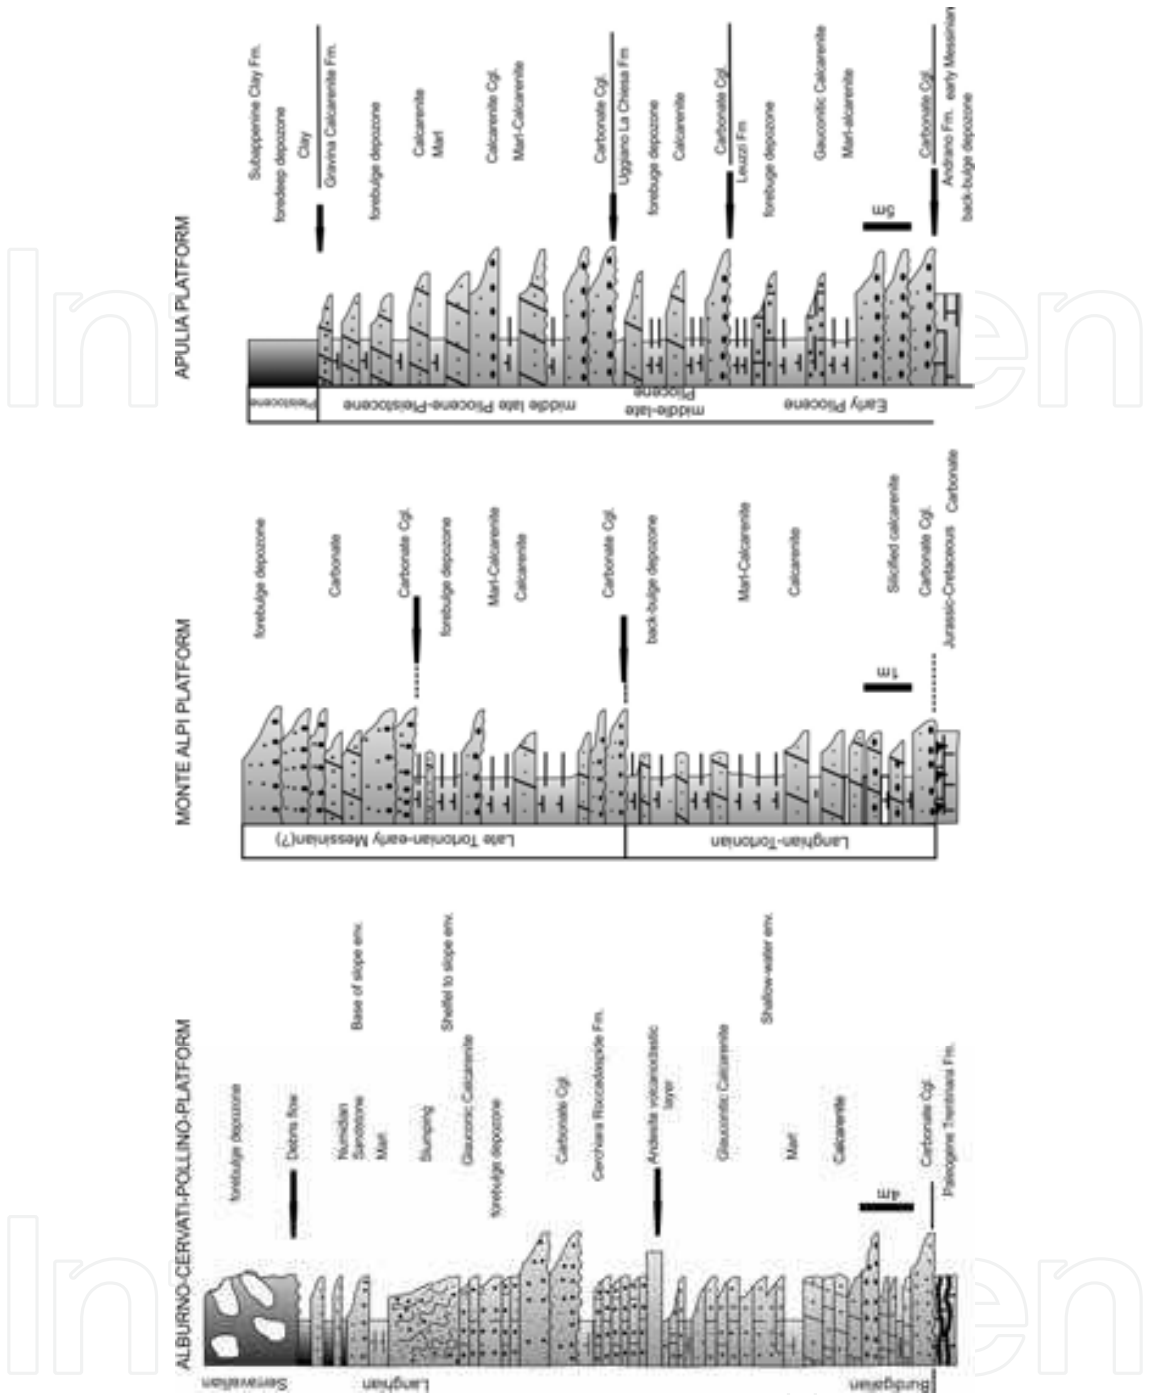 APULIA PLATFORM
Subappenine Clay Fm.
foredeep depozone
Clay
Gravina Calcarenite Fm.
forebulge depozone
Calcarenite
Marl
Calcarenite Cgl.
Marl-Calcarenite
Carbonate Cgl.
Uggiano La Chiesa Fm
forebuge depozone
Calcarenite
Carbonate Cgl.
Leuzzi Fm
forebuge depozone
Gauconitic Calcarenite
Marl-alcarenite
Carbonate Cgl.
Andrano Fm. early Messinian
back-bulge depozone
5m
Pleistocene
middle late Pliocene-Pleistocene
middle-late
Pliocene
Early Pliocene
MONTE ALPI PLATFORM
forebulge depozone
Carbonate
Carbonate Cgl.
forebulge depozone
Marl-Calcarenite
Calcarenite
Carbonate Cgl.
back-bulge depozone
Marl-Calcarenite
Calcarenite
Silicified calcarenite
Carbonate Cgl.
Jurassic-Cretaceous Carbonate
1m
Late Tortonian-early Messinian(?)
Langhian-Tortonian
ALBURNO-CERVATI-POLLINO-PLATFORM
forebulge depozone
Debris flow
Numidian
Sandstone
Marl
Base of slope env.
Slumping
Shelfel to slope env.
Glauconic Calcarenite
forebulge depozone
Carbonate Cgl.
Cerchiara Roccadaspide Fm.
Andesite volcanoclastic
layer
Glauconitic Calcarenite
Shallow-water env.
Marl
Calcarenite
Carbonate Cgl.
Paleogene Trentinara Fm.
4m
Serravallian
Langhian
Burdigalian